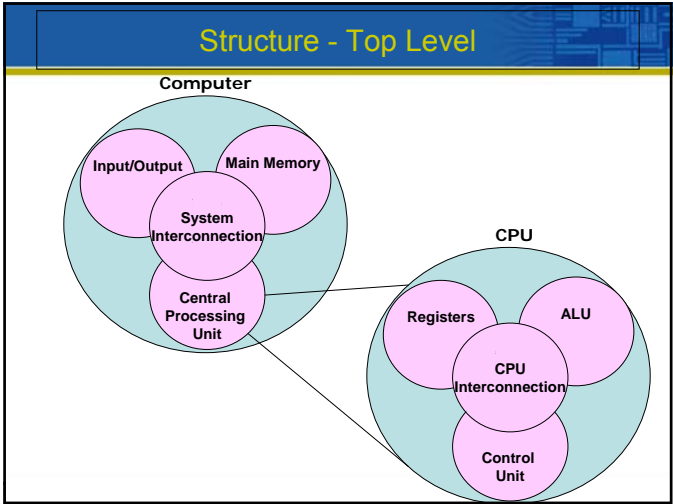 Structure - Top Level
Computer
Input/Output
Main Memory
System
Interconnection
Central
Processing
Unit
CPU
Registers
ALU
CPU
Interconnection
Control
Unit